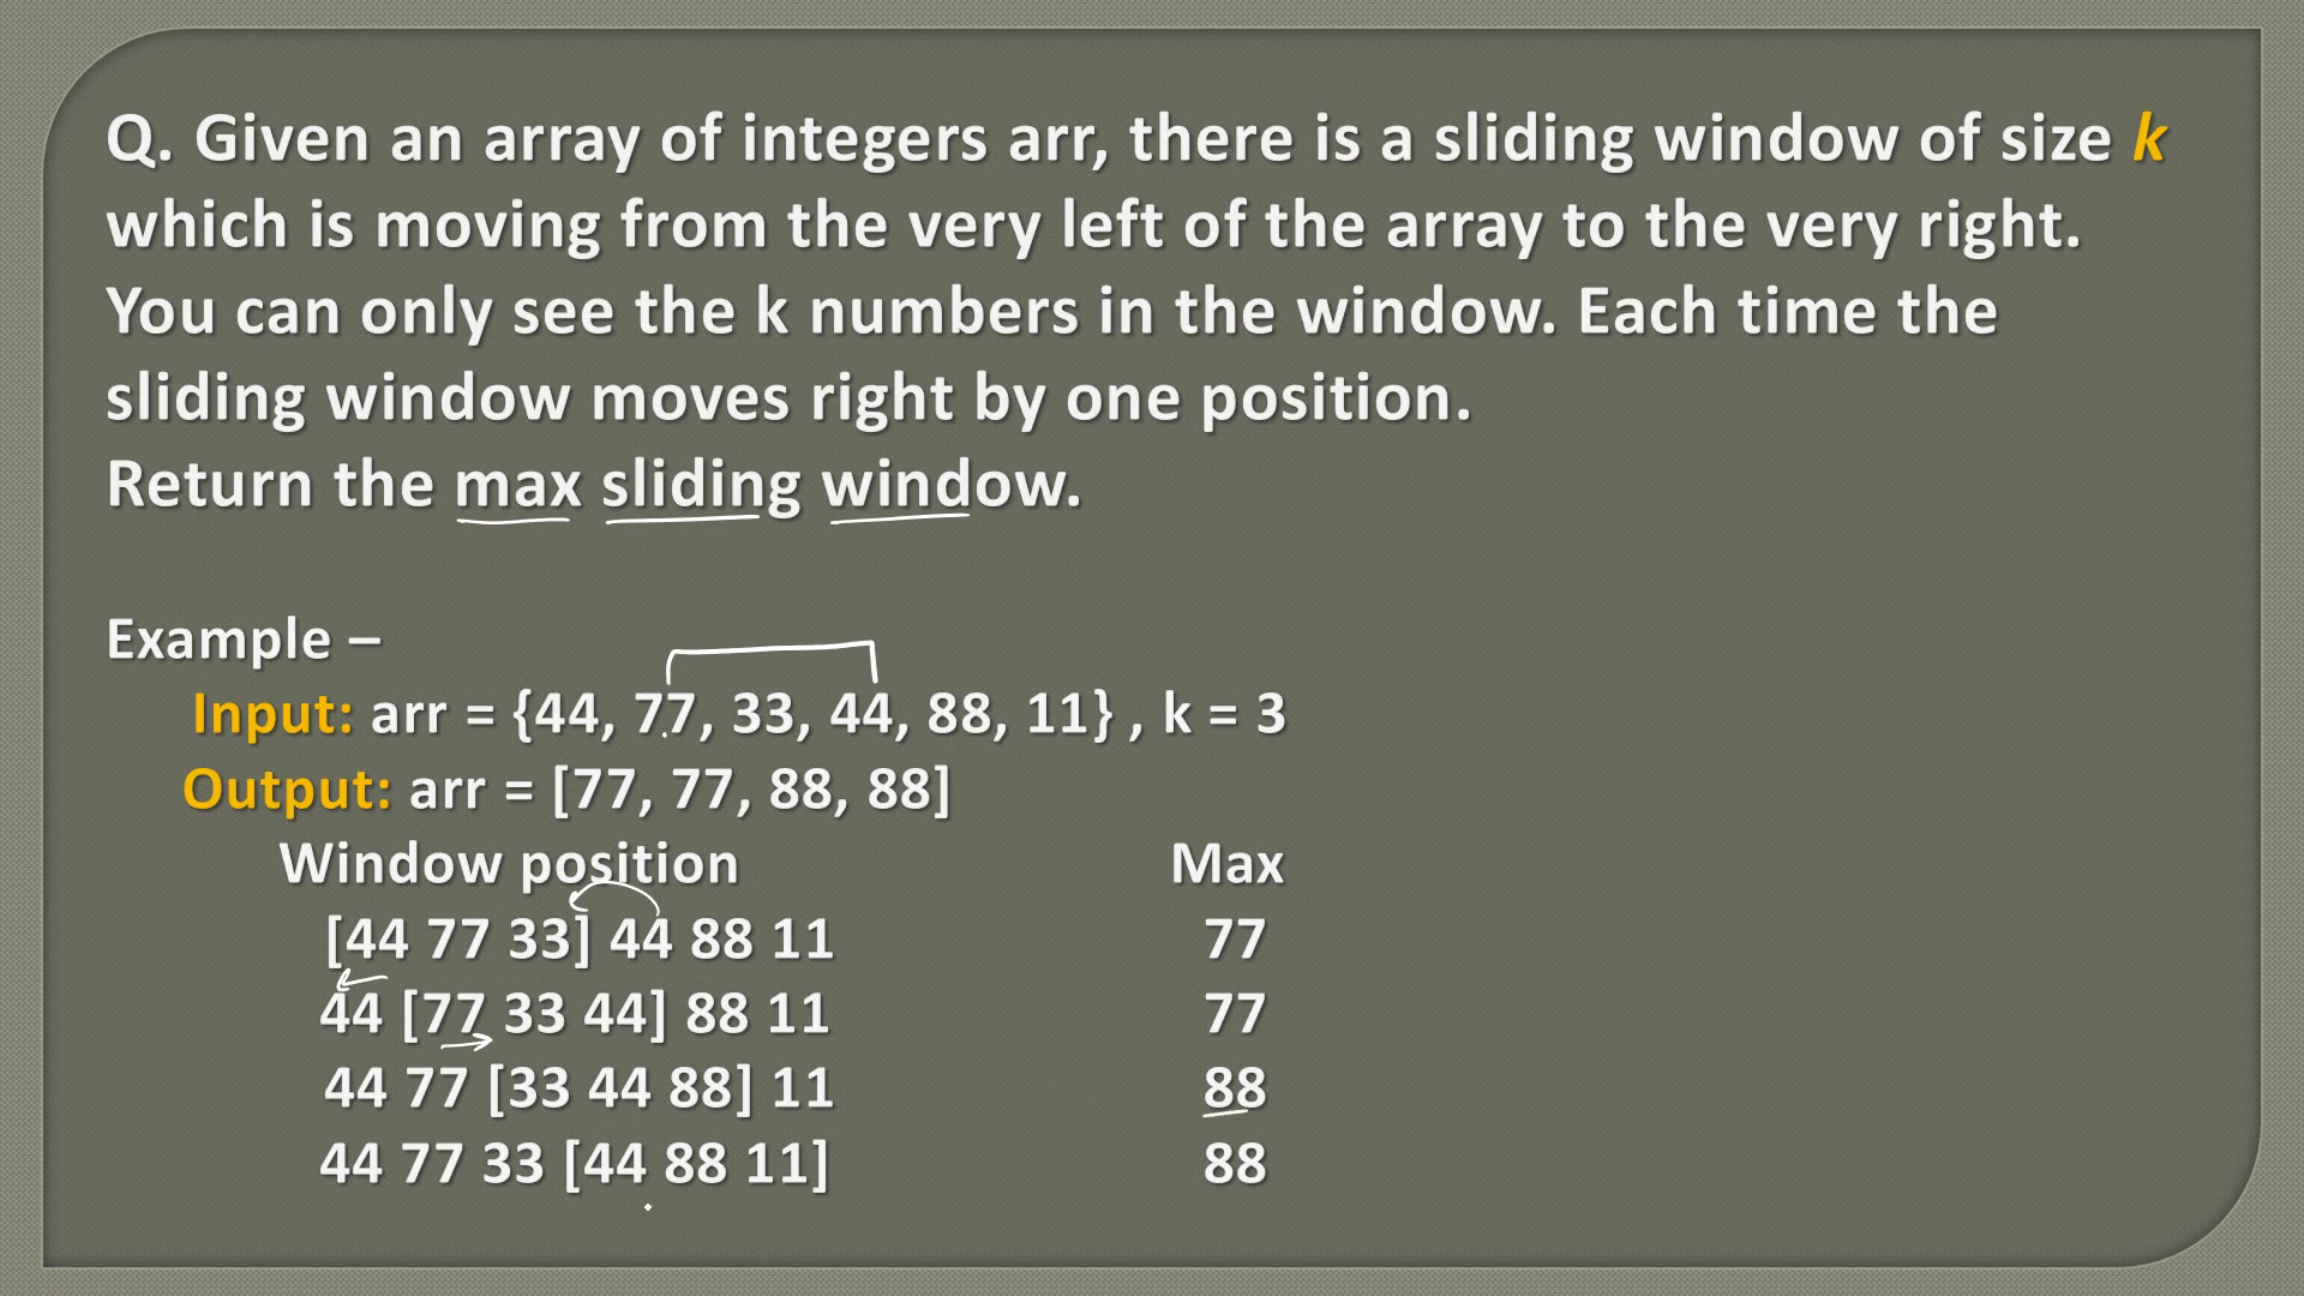 Q. Given an array of integers arr, there is a sliding window of size k
which is moving from the very left of the array to the very right.
You can only see the k numbers in the window. Each time the
sliding window moves right by one position.
Return the max sliding window.
Example –
Input: arr = {44, 77, 33, 44, 88, 11} , k = 3
Output: arr = [77, 77, 88, 88]
Window position Max
[44 77 33] 44 88 11 77
44 [77 33 44] 88 11 77
44 77 [33 44 88] 11 88
44 77 33 [44 88 11] 88